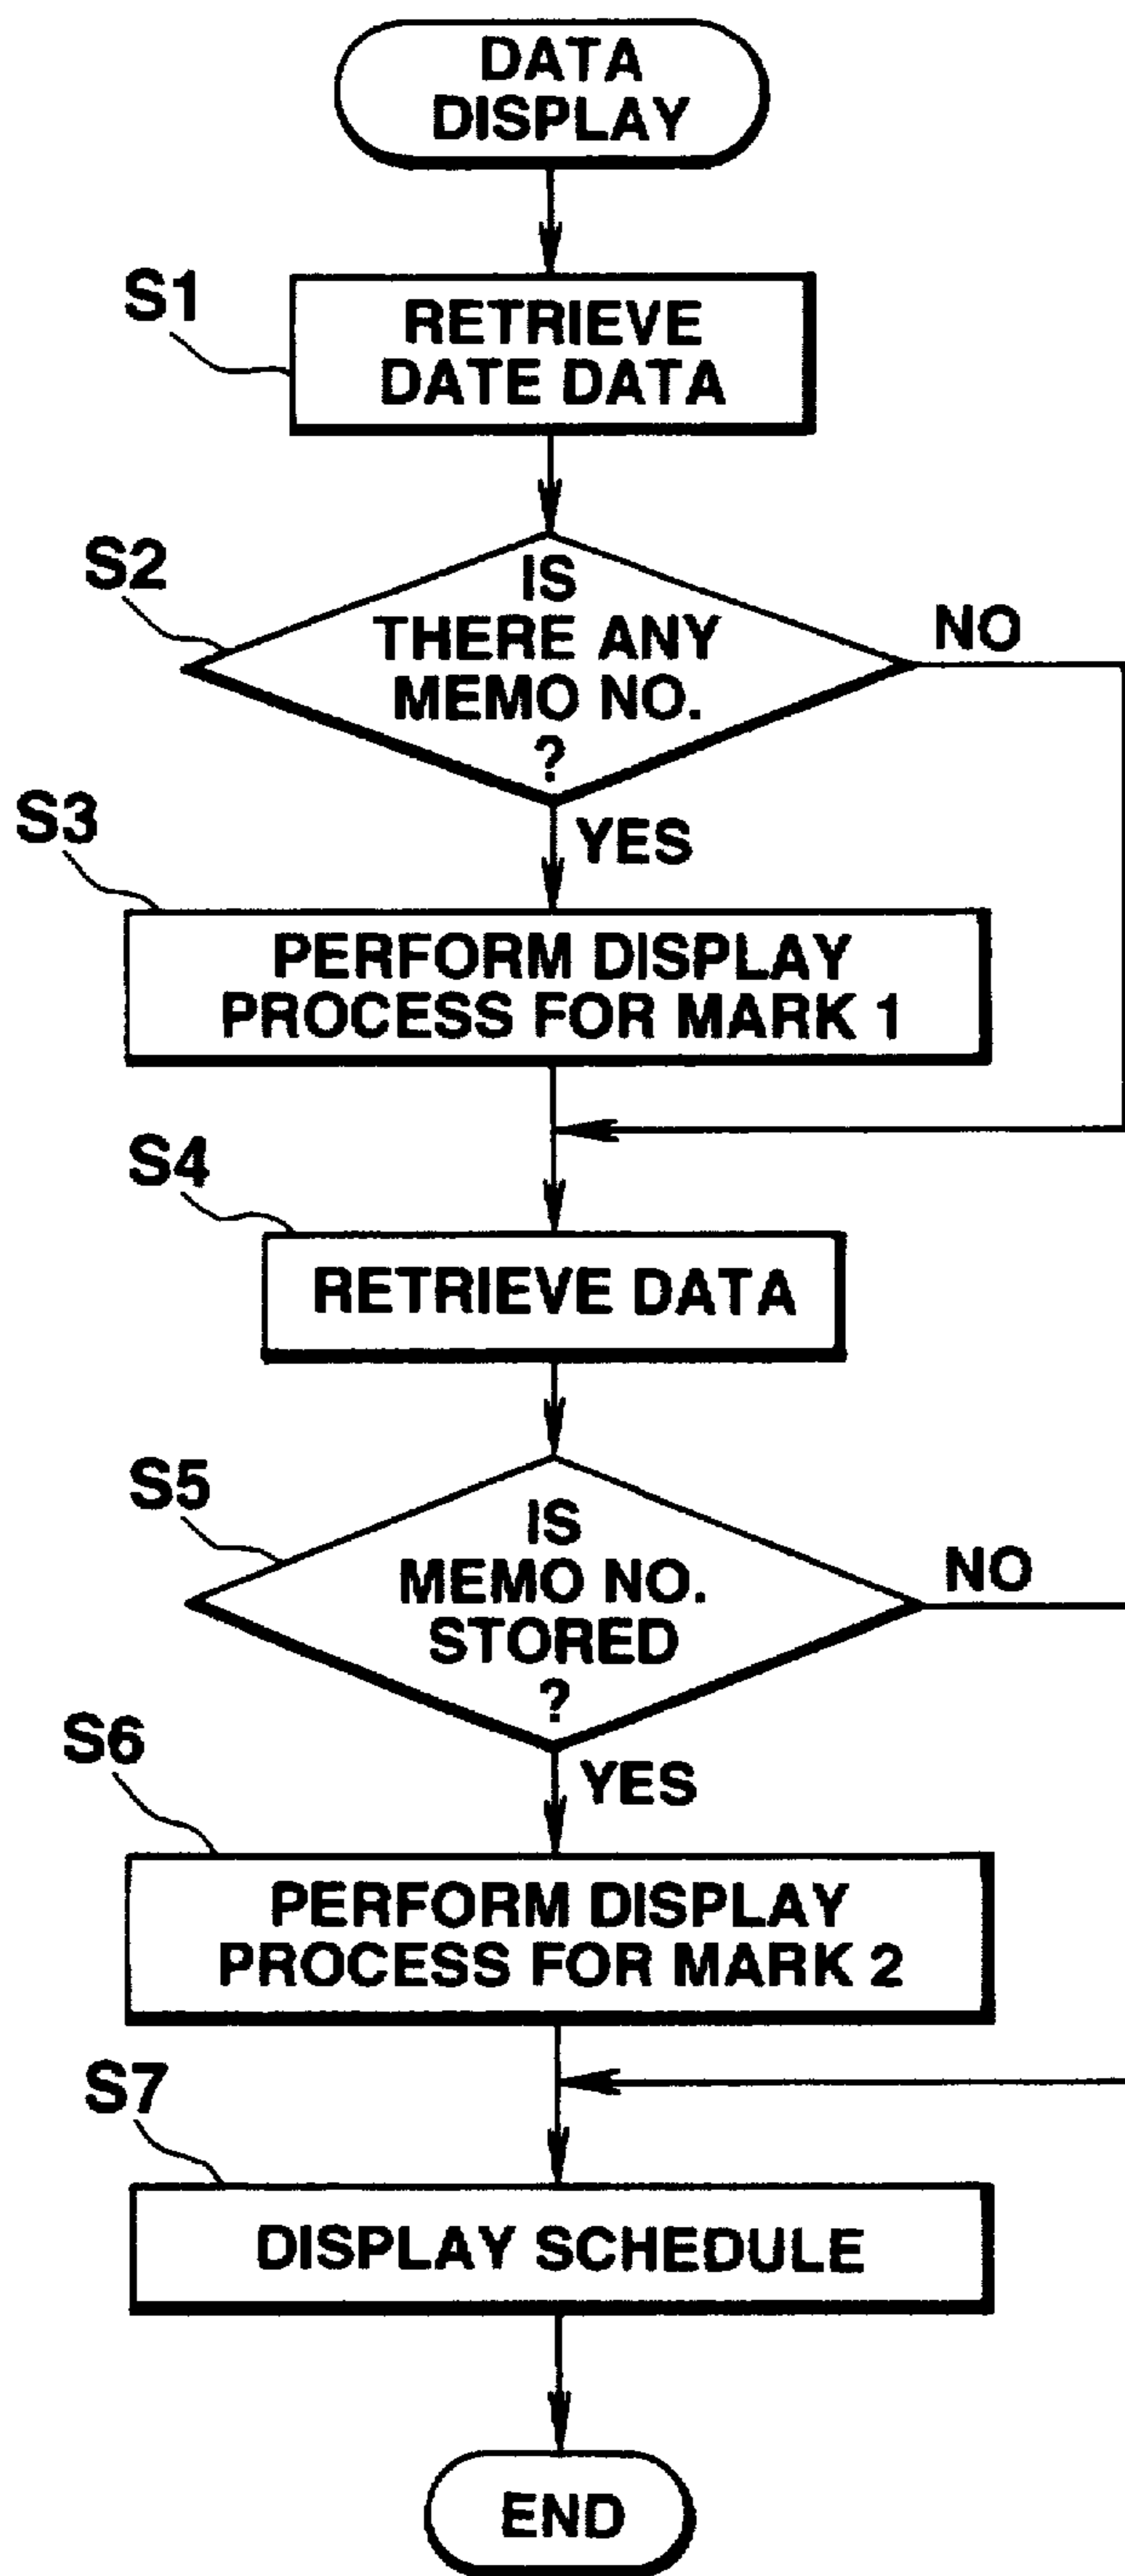 DATA
DISPLAY
S1
RETRIEVE
DATE DATA
S2
IS
THERE ANY
MEMO NO.
?
NO
YES
S3
PERFORM DISPLAY
PROCESS FOR MARK 1
S4
RETRIEVE DATA
S5
IS
MEMO NO.
STORED
?
NO
YES
S6
PERFORM DISPLAY
PROCESS FOR MARK 2
S7
DISPLAY SCHEDULE
END